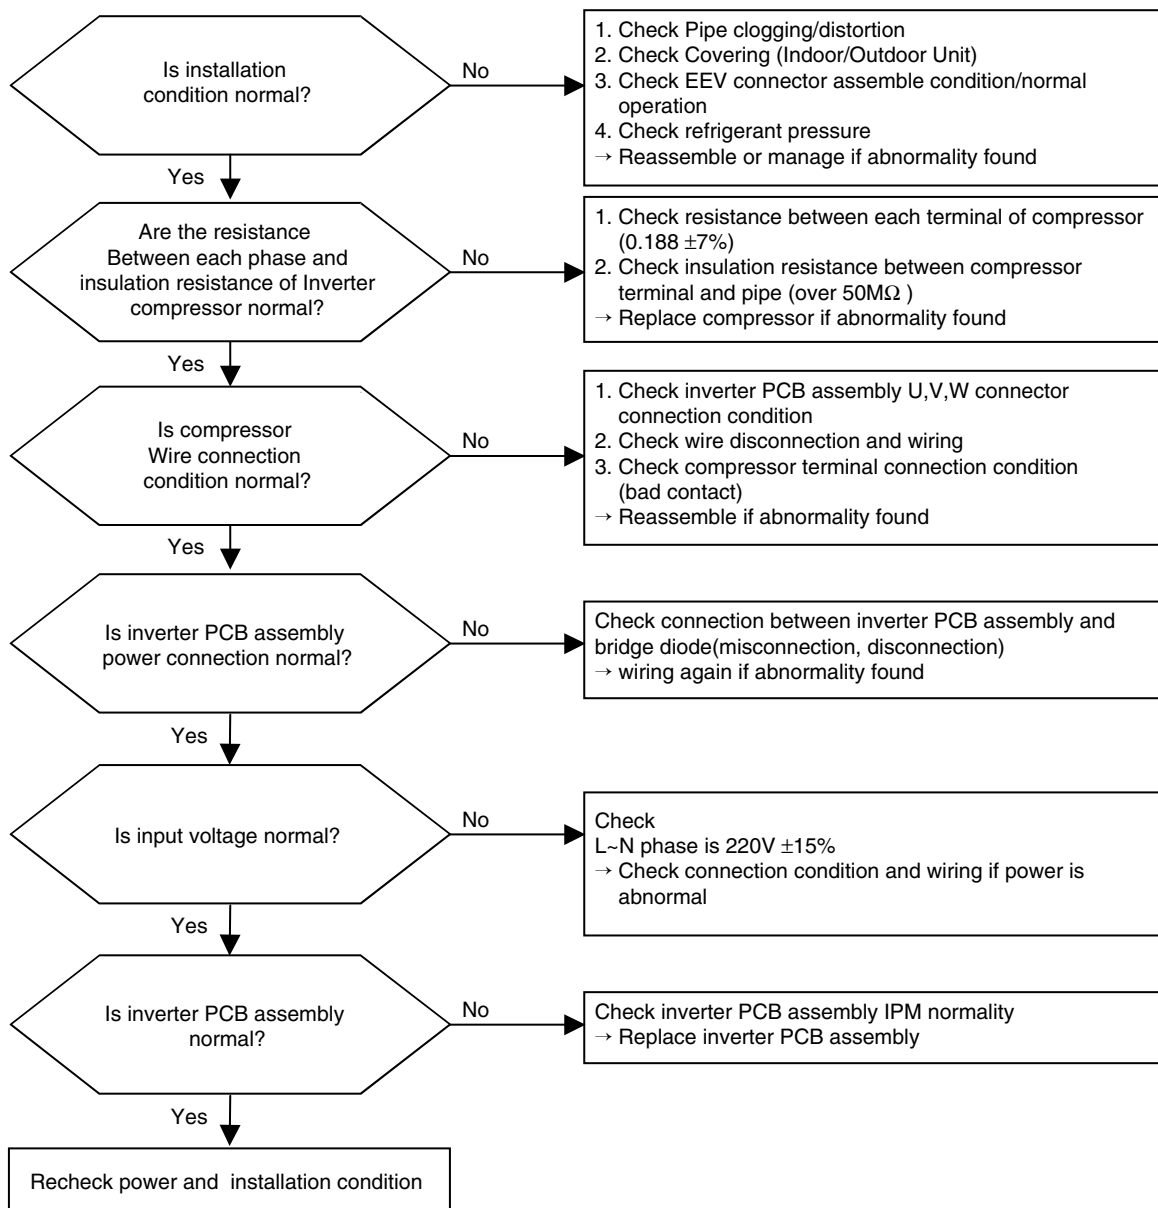 Is installation
condition normal?
No
1. Check Pipe clogging/distortion
2. Check Covering (Indoor/Outdoor Unit)
3. Check EEV connector assemble condition/normal
operation
4. Check refrigerant pressure
→ Reassemble or manage if abnormality found
Yes
Are the resistance
Between each phase and
insulation resistance of Inverter
compressor normal?
No
1. Check resistance between each terminal of compressor
(0.188 ±7%)
2. Check insulation resistance between compressor
terminal and pipe (over 50MΩ )
→ Replace compressor if abnormality found
Yes
Is compressor
Wire connection
condition normal?
No
1. Check inverter PCB assembly U,V,W connector
connection condition
2. Check wire disconnection and wiring
3. Check compressor terminal connection condition
(bad contact)
→ Reassemble if abnormality found
Yes
Is inverter PCB assembly
power connection normal?
No
Check connection between inverter PCB assembly and
bridge diode(misconnection, disconnection)
→ wiring again if abnormality found
Yes
Is input voltage normal?
No
Check
L~N phase is 220V ±15%
→ Check connection condition and wiring if power is
abnormal
Yes
Is inverter PCB assembly
normal?
No
Check inverter PCB assembly IPM normality
→ Replace inverter PCB assembly
Yes
Recheck power and  installation condition